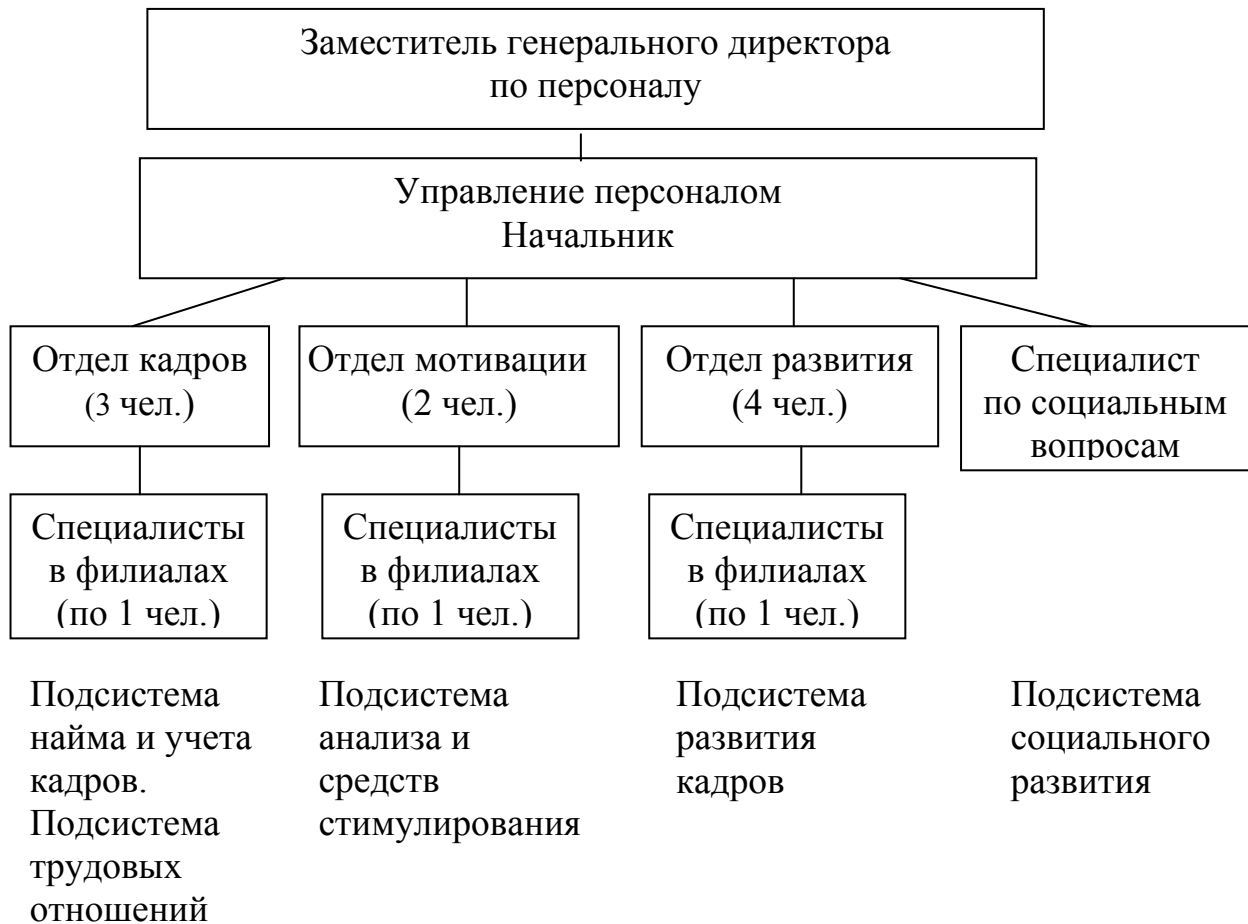 Заместитель генерального директора
по персоналу
Управление персоналом
Начальник
Отдел кадров
(3 чел.)
Отдел мотивации
(2 чел.)
Отдел развития
(4 чел.)
Специалист
по социальным
вопросам
Специалисты
в филиалах
(по 1 чел.)
Специалисты
в филиалах
(по 1 чел.)
Специалисты
в филиалах
(по 1 чел.)
Подсистема
найма и учета
кадров.
Подсистема
трудовых
отношений
Подсистема
анализа и
средств
стимулирования
Подсистема
развития
кадров
Подсистема
социального
развития